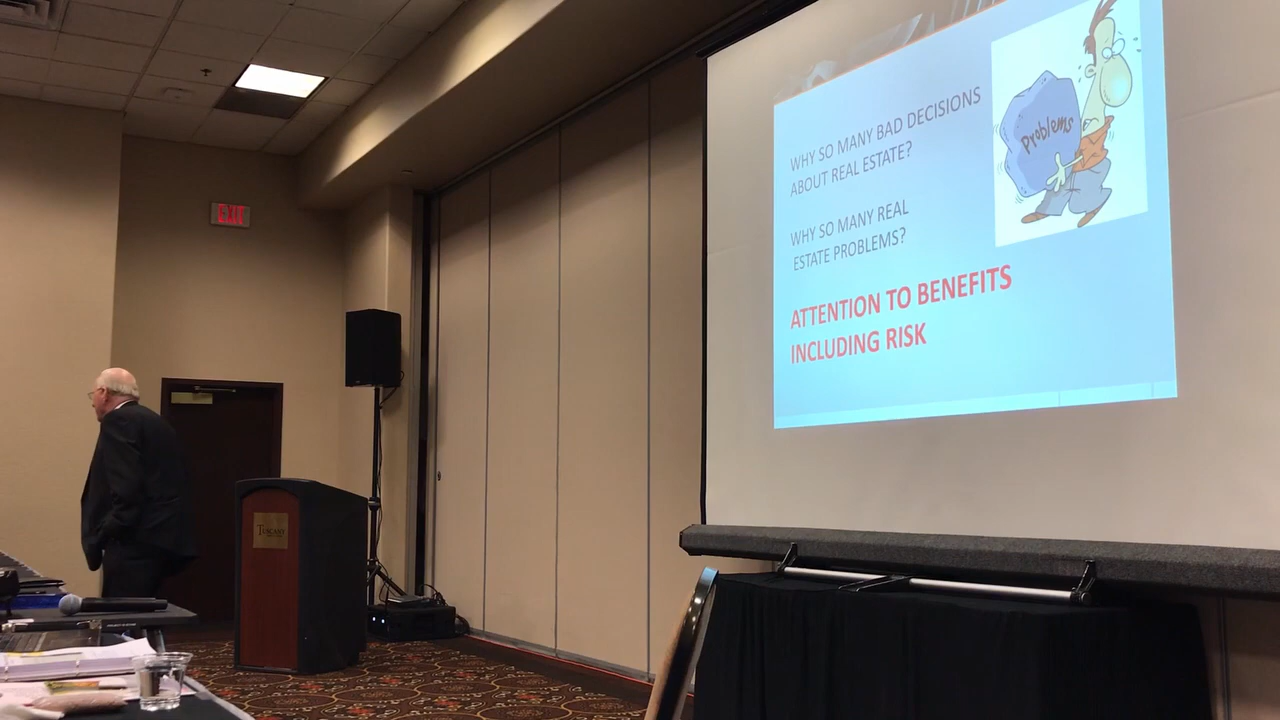 EXIT
WHY SO MANY BAD DECISIONS
ABOUT REAL ESTATE?
WHY SO MANY REAL
ESTATE PROBLEMS?
ATTENTION TO BENEFITS
INCLUDING RISK
Problems
TUSCANY